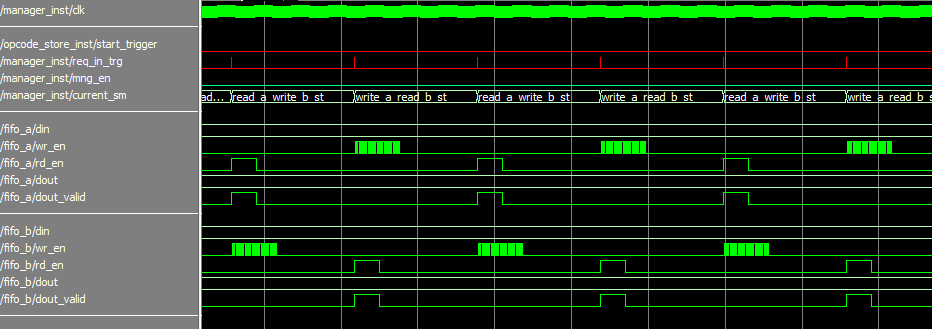 /manager_inst/clk
/opcode_store_inst/start_trigger
/manager_inst/req_in_trg
/manager_inst/mng_en
/manager_inst/current_sm
ad... read_a_write_b_st write_a_read_b_st read_a_write_b_st write_a_read_b_st read_a_write_b_st write_a_read_b_s
/fifo_a/din
/fifo_a/wr_en
/fifo_a/rd_en
/fifo_a/dout
/fifo_a/dout_valid
/fifo_b/din
/fifo_b/wr_en
/fifo_b/rd_en
/fifo_b/dout
/fifo_b/dout_valid